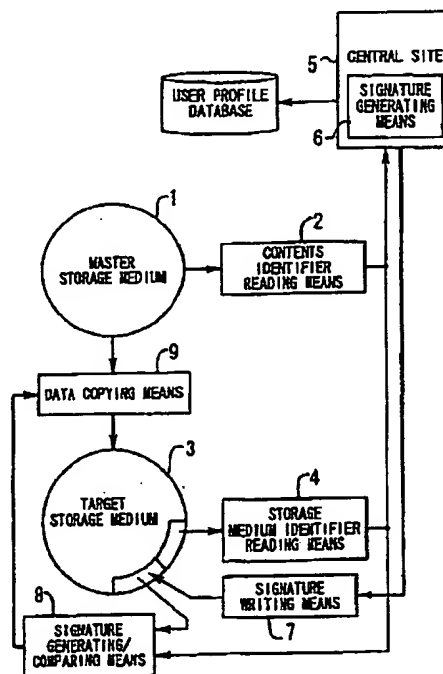 5
CENTRAL SITE
USER PROFILE
DATABASE
SIGNATURE
GENERATING
MEANS
6
1
MASTER
STORAGE MEDIUM
2
CONTENTS
IDENTIFIER
READING MEANS
9
DATA COPYING MEANS
3
TARGET
STORAGE MEDIUM
4
STORAGE
MEDIUM IDENTIFIER
READING MEANS
8
SIGNATURE
GENERATING/
COMPARING MEANS
SIGNATURE
WRITING MEANS
7